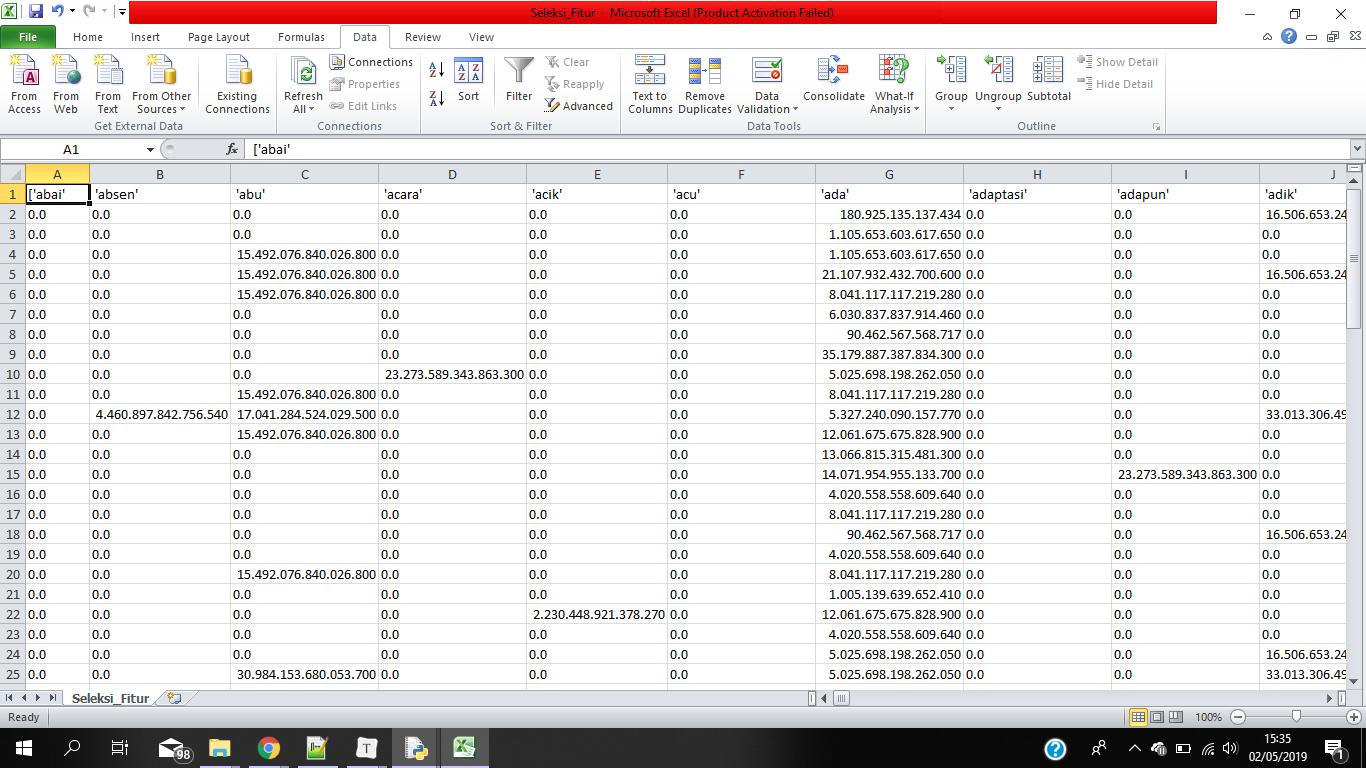 Seleksi_Fitur - Microsoft Excel (Product Activation Failed)
File Home Insert Page Layout Formulas Data Review View
From Access From Web From Text From Other Sources Existing Connections Refresh All Connections Properties Edit Links Sort Filter Clear Reapply Advanced Text to Columns Remove Duplicates Data Validation Consolidate What-If Analysis Group Ungroup Subtotal Show Detail Hide Detail
Get External Data Connections Sort & Filter Data Tools Outline
A1 fx ['abai'
A B C D E F G H I J
1 ['abai' 'absen' 'abu' 'acara' 'acik' 'acu' 'ada' 'adaptasi' 'adapun' 'adik'
2 0.0 0.0 0.0 0.0 0.0 0.0 180.925.135.137.434 0.0 0.0 16.506.653.24
3 0.0 0.0 0.0 0.0 0.0 0.0 1.105.653.603.617.650 0.0 0.0 0.0
4 0.0 0.0 15.492.076.840.026.800 0.0 0.0 0.0 1.105.653.603.617.650 0.0 0.0 0.0
5 0.0 0.0 15.492.076.840.026.800 0.0 0.0 0.0 21.107.932.432.700.600 0.0 0.0 16.506.653.24
6 0.0 0.0 15.492.076.840.026.800 0.0 0.0 0.0 8.041.117.117.219.280 0.0 0.0 0.0
7 0.0 0.0 0.0 0.0 0.0 0.0 6.030.837.837.914.460 0.0 0.0 0.0
8 0.0 0.0 0.0 0.0 0.0 0.0 90.462.567.568.717 0.0 0.0 0.0
9 0.0 0.0 0.0 0.0 0.0 0.0 35.179.887.387.834.300 0.0 0.0 0.0
10 0.0 0.0 0.0 23.273.589.343.863.300 0.0 0.0 5.025.698.198.262.050 0.0 0.0 0.0
11 0.0 0.0 15.492.076.840.026.800 0.0 0.0 0.0 8.041.117.117.219.280 0.0 0.0 0.0
12 0.0 4.460.897.842.756.540 17.041.284.524.029.500 0.0 0.0 0.0 5.327.240.090.157.770 0.0 0.0 33.013.306.49
13 0.0 0.0 15.492.076.840.026.800 0.0 0.0 0.0 12.061.675.675.828.900 0.0 0.0 0.0
14 0.0 0.0 0.0 0.0 0.0 0.0 13.066.815.315.481.300 0.0 0.0 0.0
15 0.0 0.0 0.0 0.0 0.0 0.0 14.071.954.955.133.700 0.0 23.273.589.343.863.300 0.0
16 0.0 0.0 0.0 0.0 0.0 0.0 4.020.558.558.609.640 0.0 0.0 0.0
17 0.0 0.0 0.0 0.0 0.0 0.0 8.041.117.117.219.280 0.0 0.0 0.0
18 0.0 0.0 0.0 0.0 0.0 0.0 90.462.567.568.717 0.0 0.0 16.506.653.24
19 0.0 0.0 0.0 0.0 0.0 0.0 4.020.558.558.609.640 0.0 0.0 0.0
20 0.0 0.0 15.492.076.840.026.800 0.0 0.0 0.0 8.041.117.117.219.280 0.0 0.0 0.0
21 0.0 0.0 0.0 0.0 0.0 0.0 1.005.139.639.652.410 0.0 0.0 0.0
22 0.0 0.0 0.0 0.0 2.230.448.921.378.270 0.0 12.061.675.675.828.900 0.0 0.0 0.0
23 0.0 0.0 0.0 0.0 0.0 0.0 4.020.558.558.609.640 0.0 0.0 0.0
24 0.0 0.0 0.0 0.0 0.0 0.0 5.025.698.198.262.050 0.0 0.0 16.506.653.24
25 0.0 0.0 30.984.153.680.053.700 0.0 0.0 0.0 5.025.698.198.262.050 0.0 0.0 33.013.306.49
Seleksi_Fitur
Ready 100%
98 T 15:35
02/05/2019 1